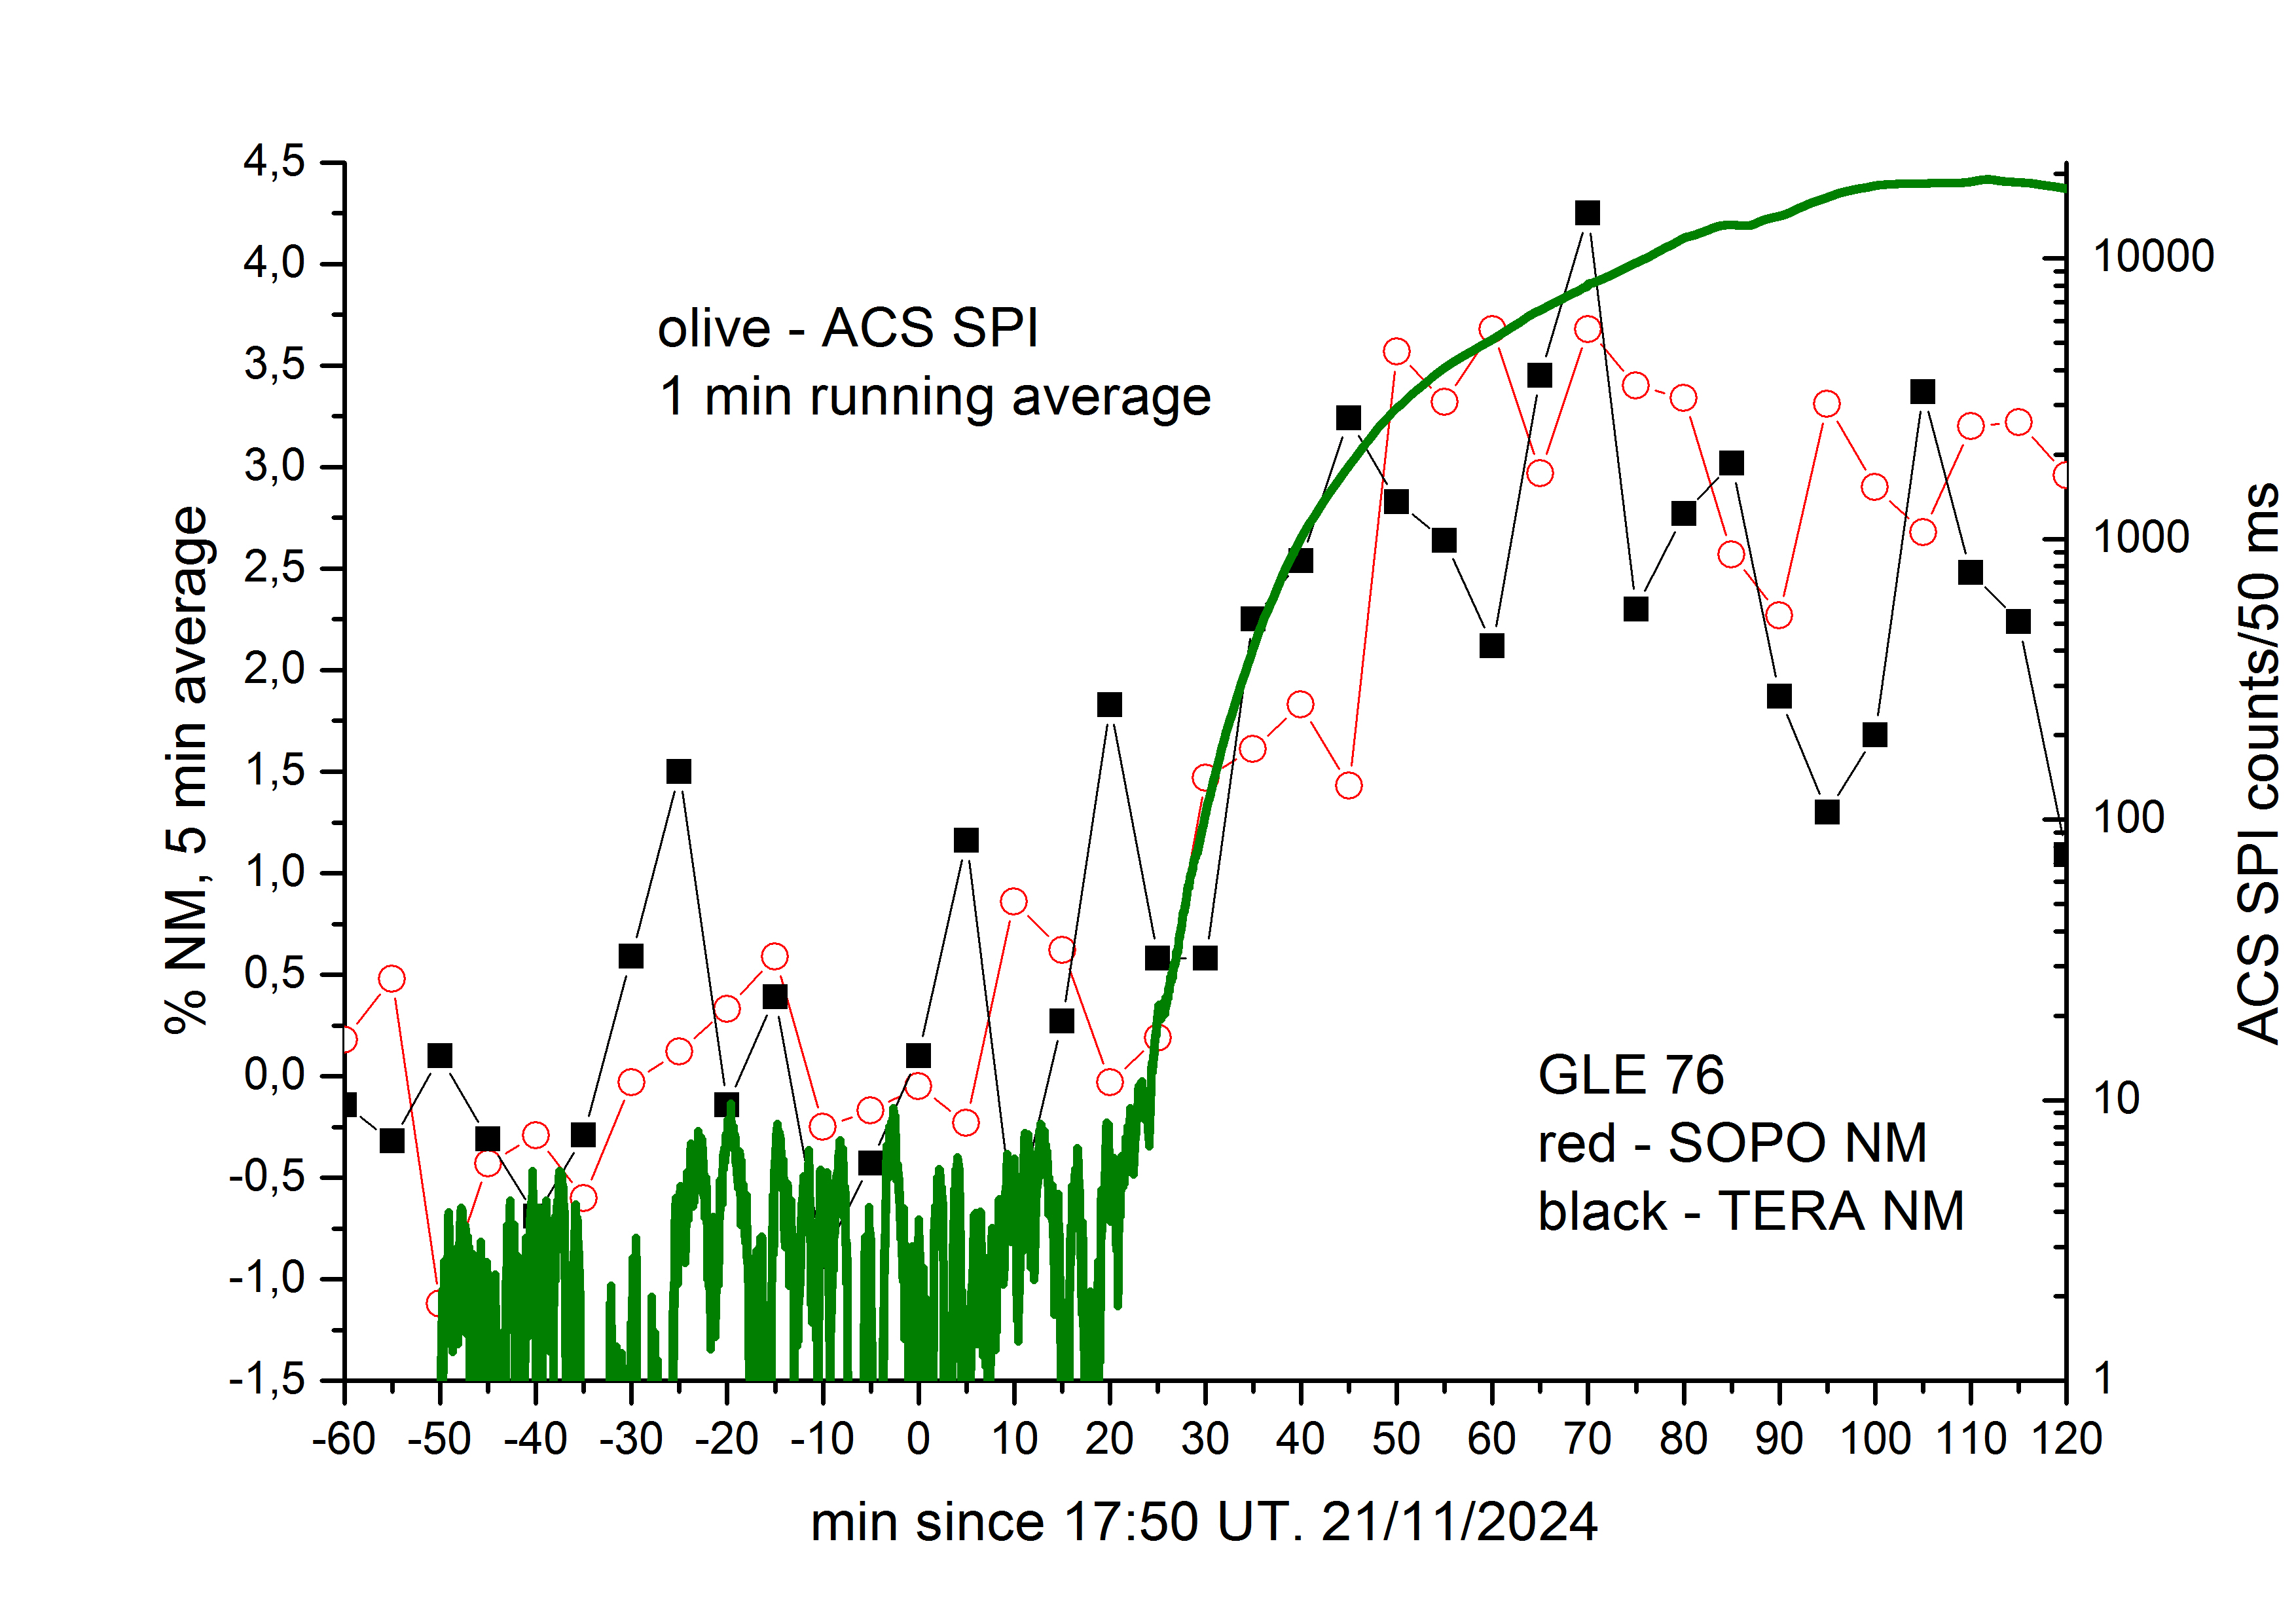 4,5
4,0
3,5
3,0
2,5
2,0
1,5
1,0
0,5
0,0
-0,5
-1,0
-1,5
% NM, 5 min average
olive - ACS SPI
1 min running average
GLE 76
red - SOPO NM
black - TERA NM
10000
1000
100
10
1
ACS SPI counts/50 ms
-60 -50 -40 -30 -20 -10 0 10 20 30 40 50 60 70 80 90 100 110 120
min since 17:50 UT. 21/11/2024